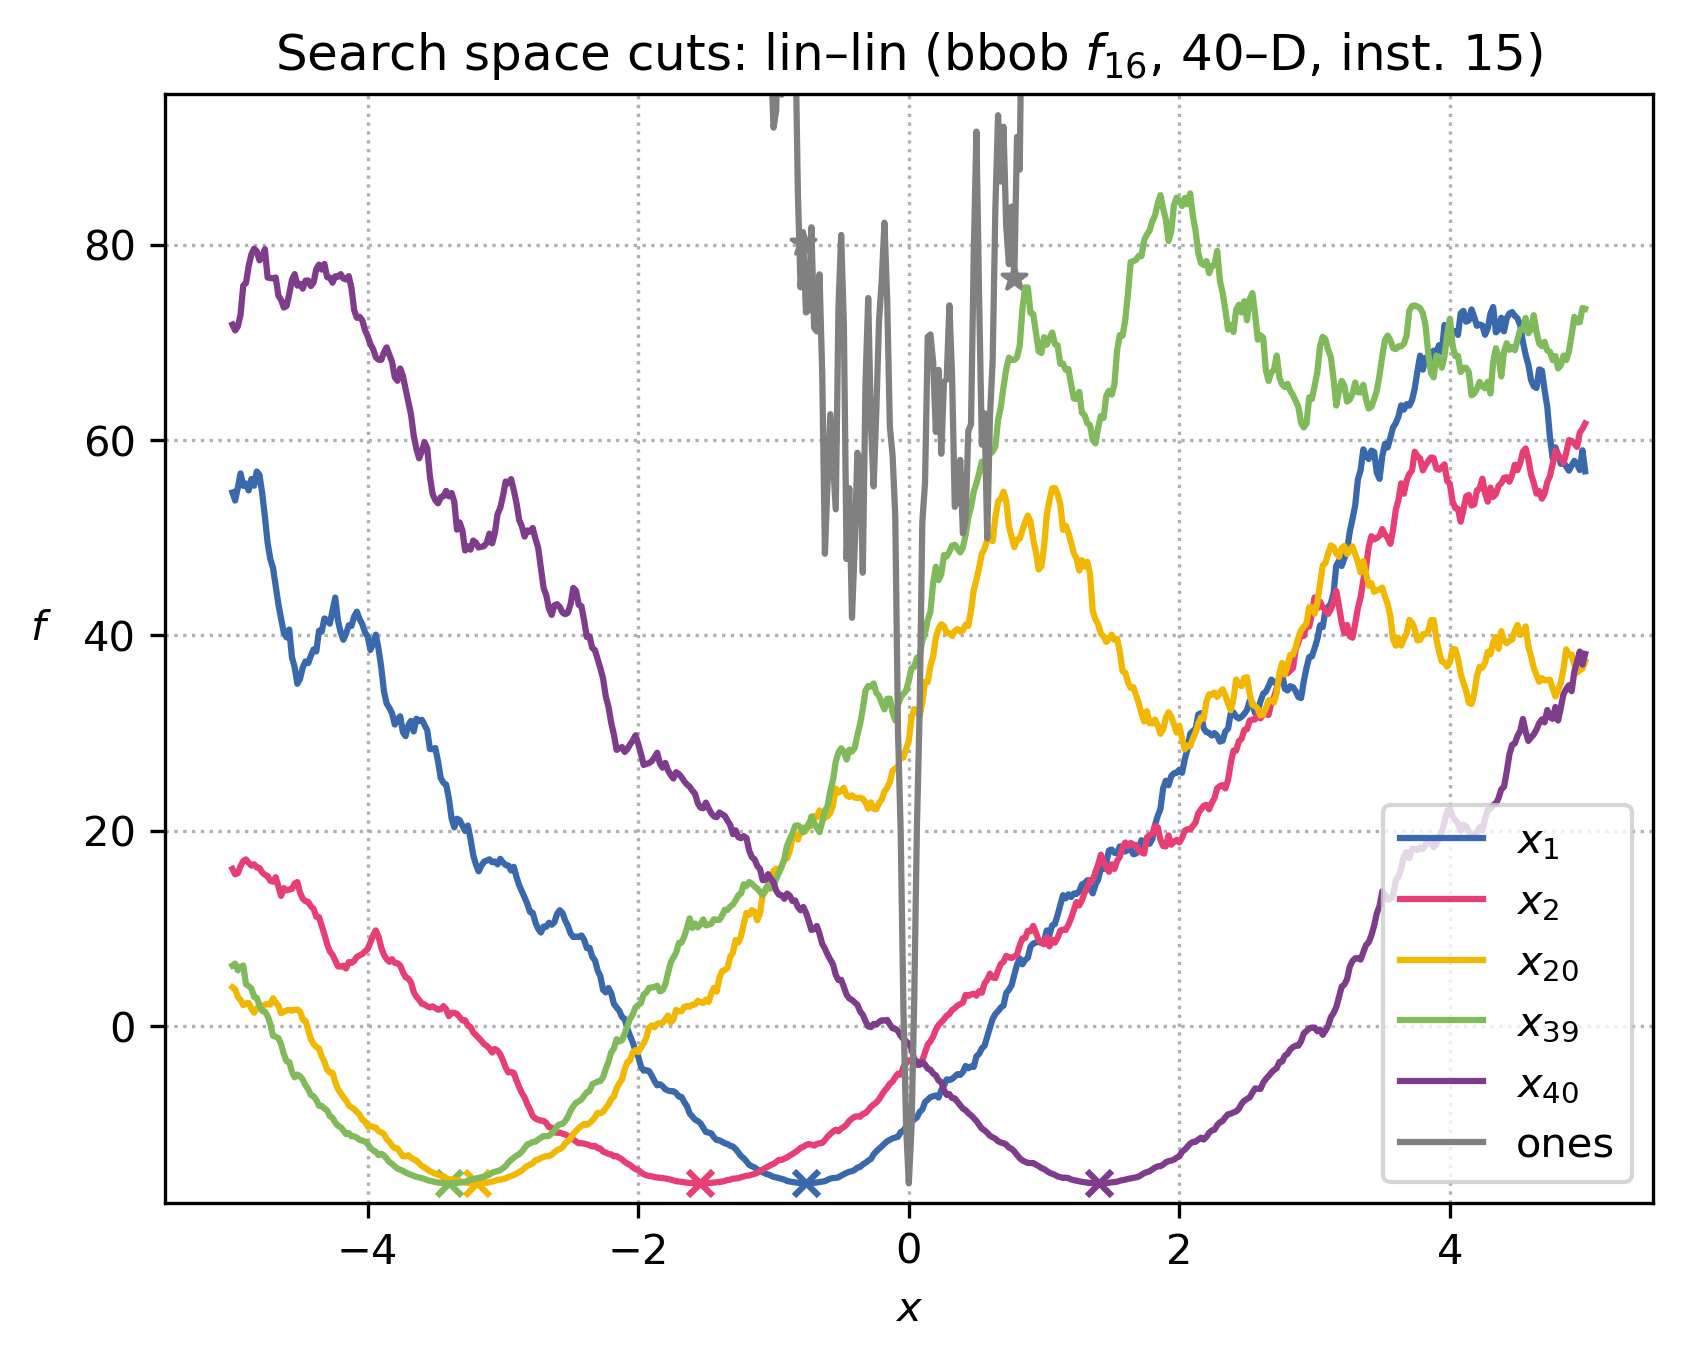 Search space cuts: lin–lin (bbob f₁₆, 40–D, inst. 15)
80
60
40
20
0
f
−4
−2
0
2
4
x
x₁
x₂
x₂₀
x₃₉
x₄₀
ones